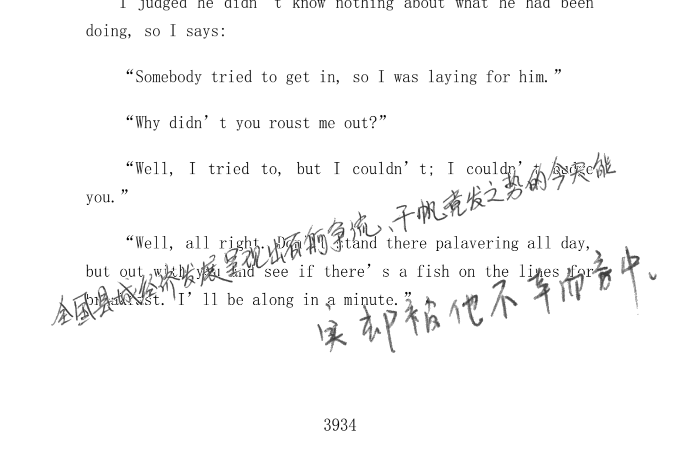 I judged he didn't know nothing about what he had been
doing, so I says:
“Somebody tried to get in, so I was laying for him.”
“Why didn't you roust me out?”
“Well, I tried to, but I couldn't; I couldn't budge
you.”
“Well, all right. Don't stand there palavering all day,
but out with you and see if there's a fish on the lines for
breakfast. I'll be along in a minute.”
全国县域经济发展呈现出百舸争流、千帆竞发之势的今天能
实却被他不幸而言中。
3934